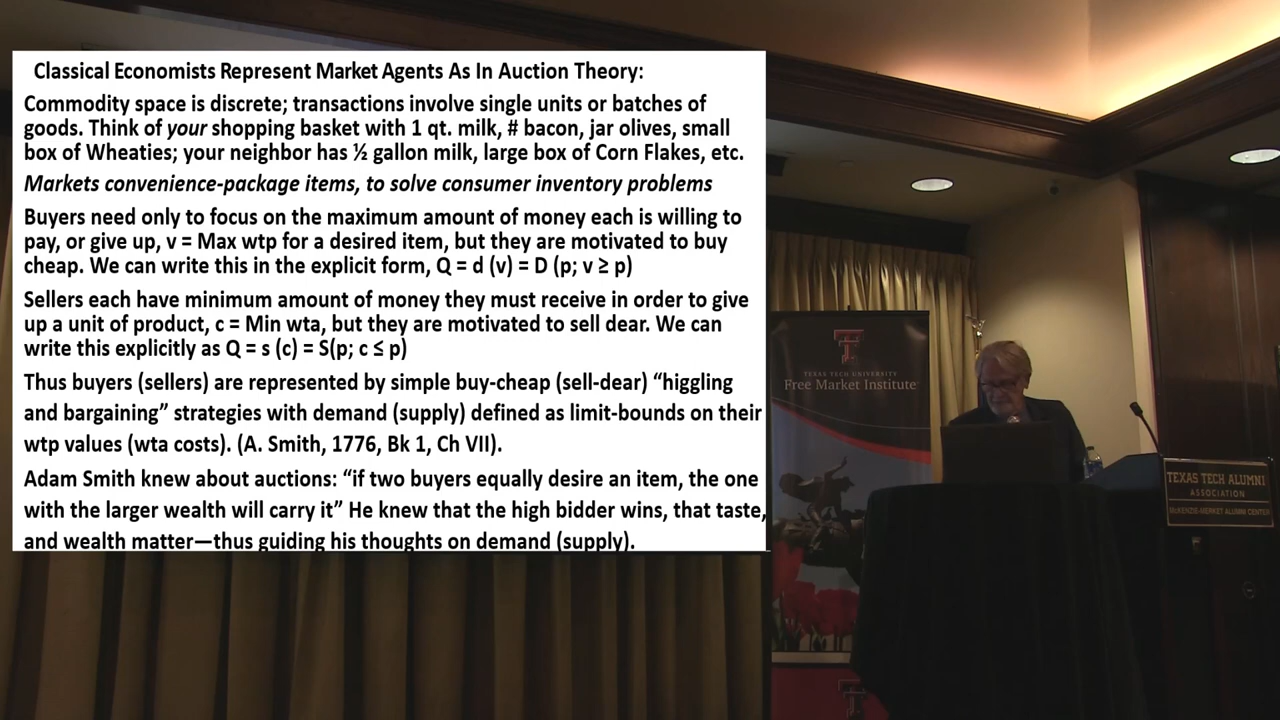 Classical Economists Represent Market Agents As In Auction Theory:
Commodity space is discrete; transactions involve single units or batches of
goods. Think of your shopping basket with 1 qt. milk, # bacon, jar olives, small
box of Wheaties; your neighbor has ½ gallon milk, large box of Corn Flakes, etc.
Markets convenience-package items, to solve consumer inventory problems
Buyers need only to focus on the maximum amount of money each is willing to
pay, or give up, v = Max wtp for a desired item, but they are motivated to buy
cheap. We can write this in the explicit form, Q = d (v) = D (p; v ≥ p)
Sellers each have minimum amount of money they must receive in order to give
up a unit of product, c = Min wta, but they are motivated to sell dear. We can
write this explicitly as Q = s (c) = S(p; c ≤ p)
Thus buyers (sellers) are represented by simple buy-cheap (sell-dear) “higgling
and bargaining” strategies with demand (supply) defined as limit-bounds on their
wtp values (wta costs). (A. Smith, 1776, Bk 1, Ch VII).
Adam Smith knew about auctions: “if two buyers equally desire an item, the one
with the larger wealth will carry it” He knew that the high bidder wins, that taste,
and wealth matter—thus guiding his thoughts on demand (supply).
TEXAS TECH UNIVERSITY
Free Market Institute
TEXAS TECH ALUMNI
ASSOCIATION
McKENZIE-MERKET ALUMNI CENTER